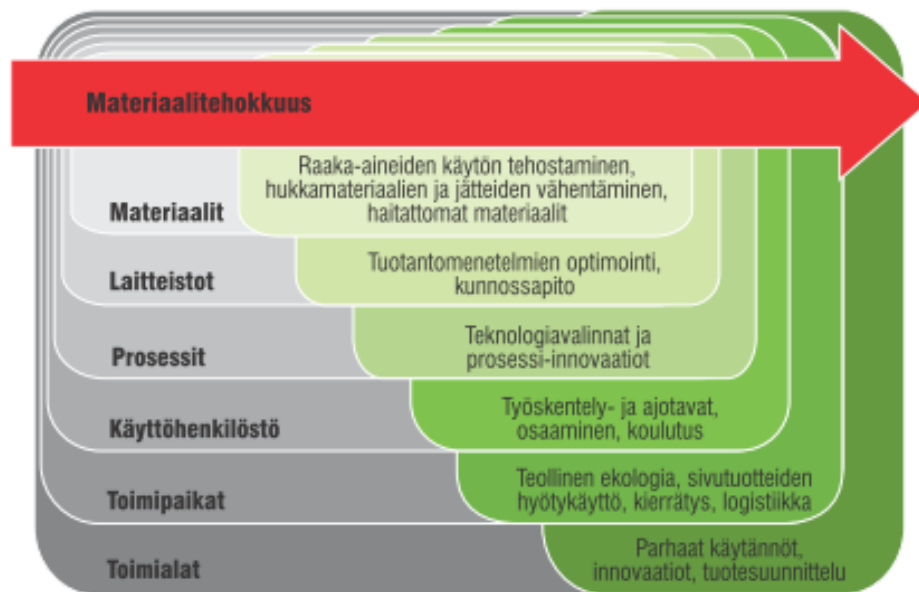 Materiaalitehokkuus
Materiaalit
Raaka-aineiden käytön tehostaminen,
hukkamateriaalien ja jätteiden vähentäminen,
haitattomat materiaalit
Laitteistot
Tuotantomenetelmien optimointi,
kunnossapito
Prosessit
Teknologiavalinnat ja
prosessi-innovaatiot
Käyttöhenkilöstö
Työskentely- ja ajotavat,
osaaminen, koulutus
Toimipaikat
Teollinen ekologia, sivutuotteiden
hyötykäyttö, kierrätys, logistiikka
Toimialat
Parhaat käytännöt,
innovaatiot, tuotesuunnittelu